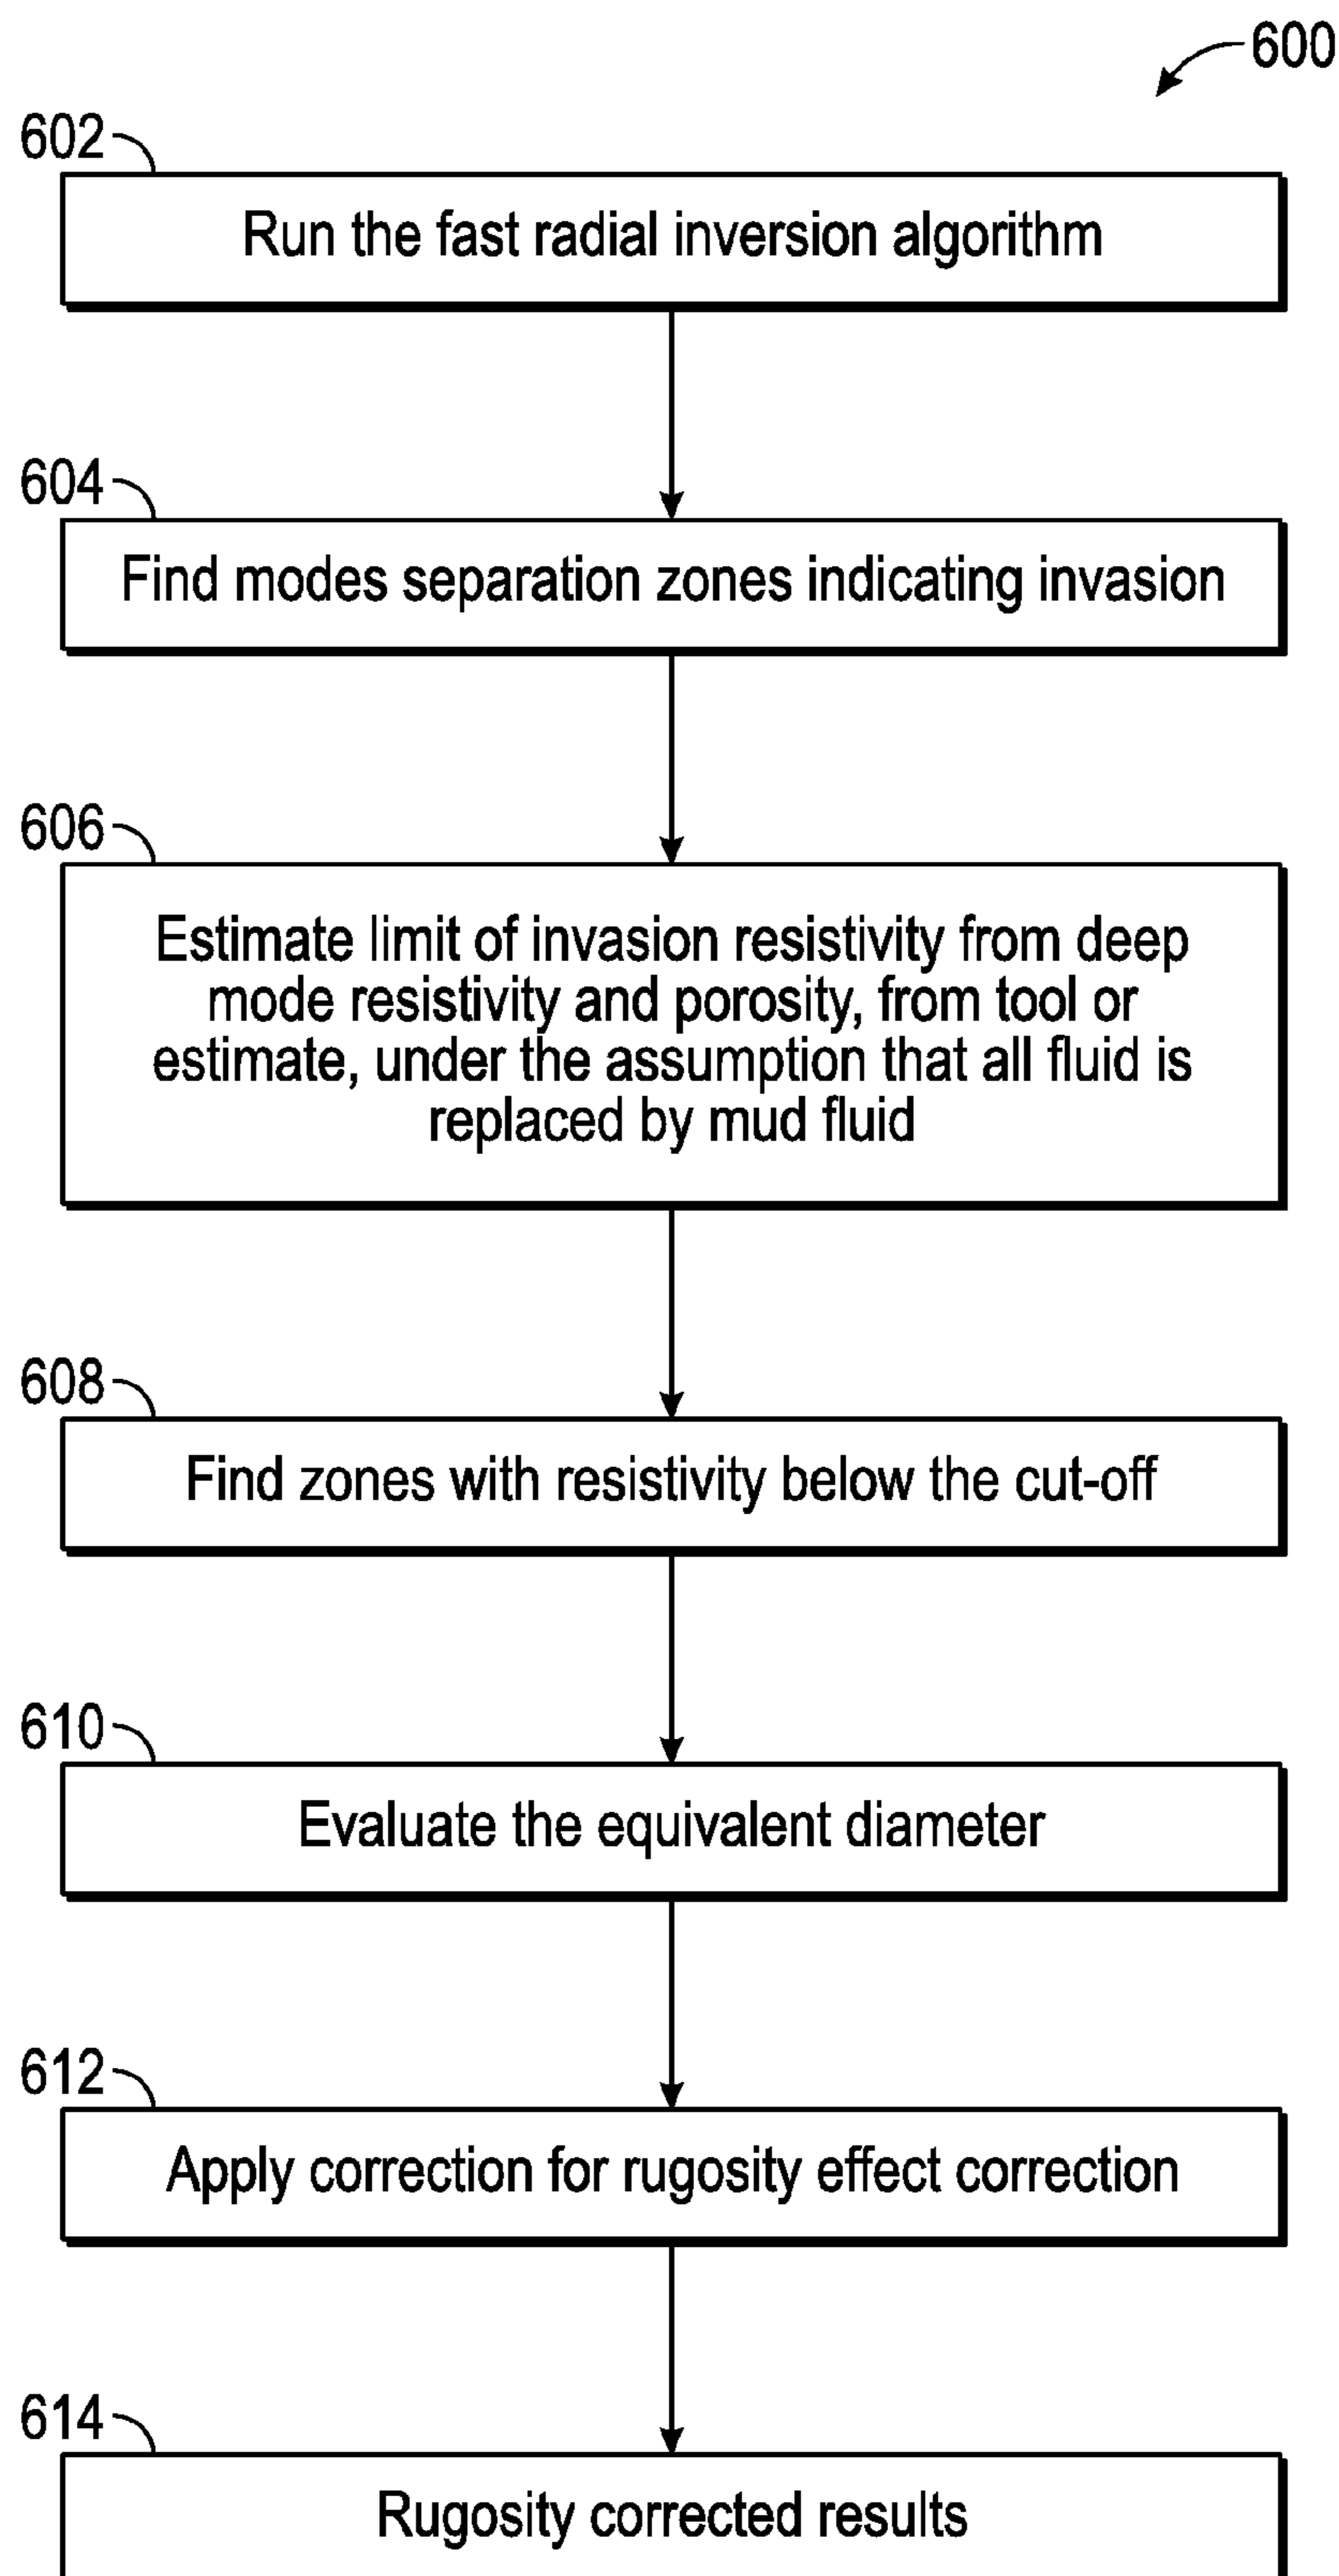 600
602
Run the fast radial inversion algorithm
604
Find modes separation zones indicating invasion
606
Estimate limit of invasion resistivity from deep
mode resistivity and porosity, from tool or
estimate, under the assumption that all fluid is
replaced by mud fluid
608
Find zones with resistivity below the cut-off
610
Evaluate the equivalent diameter
612
Apply correction for rugosity effect correction
614
Rugosity corrected results